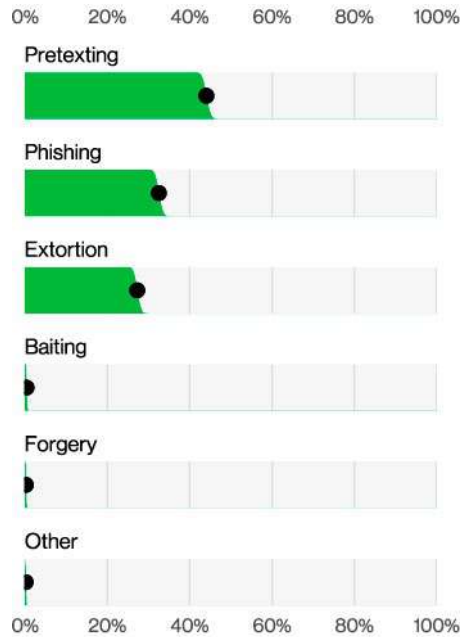 0% 20% 40% 60% 80% 100%
Pretexting
Phishing
Extortion
Baiting
Forgery
Other
0% 20% 40% 60% 80% 100%